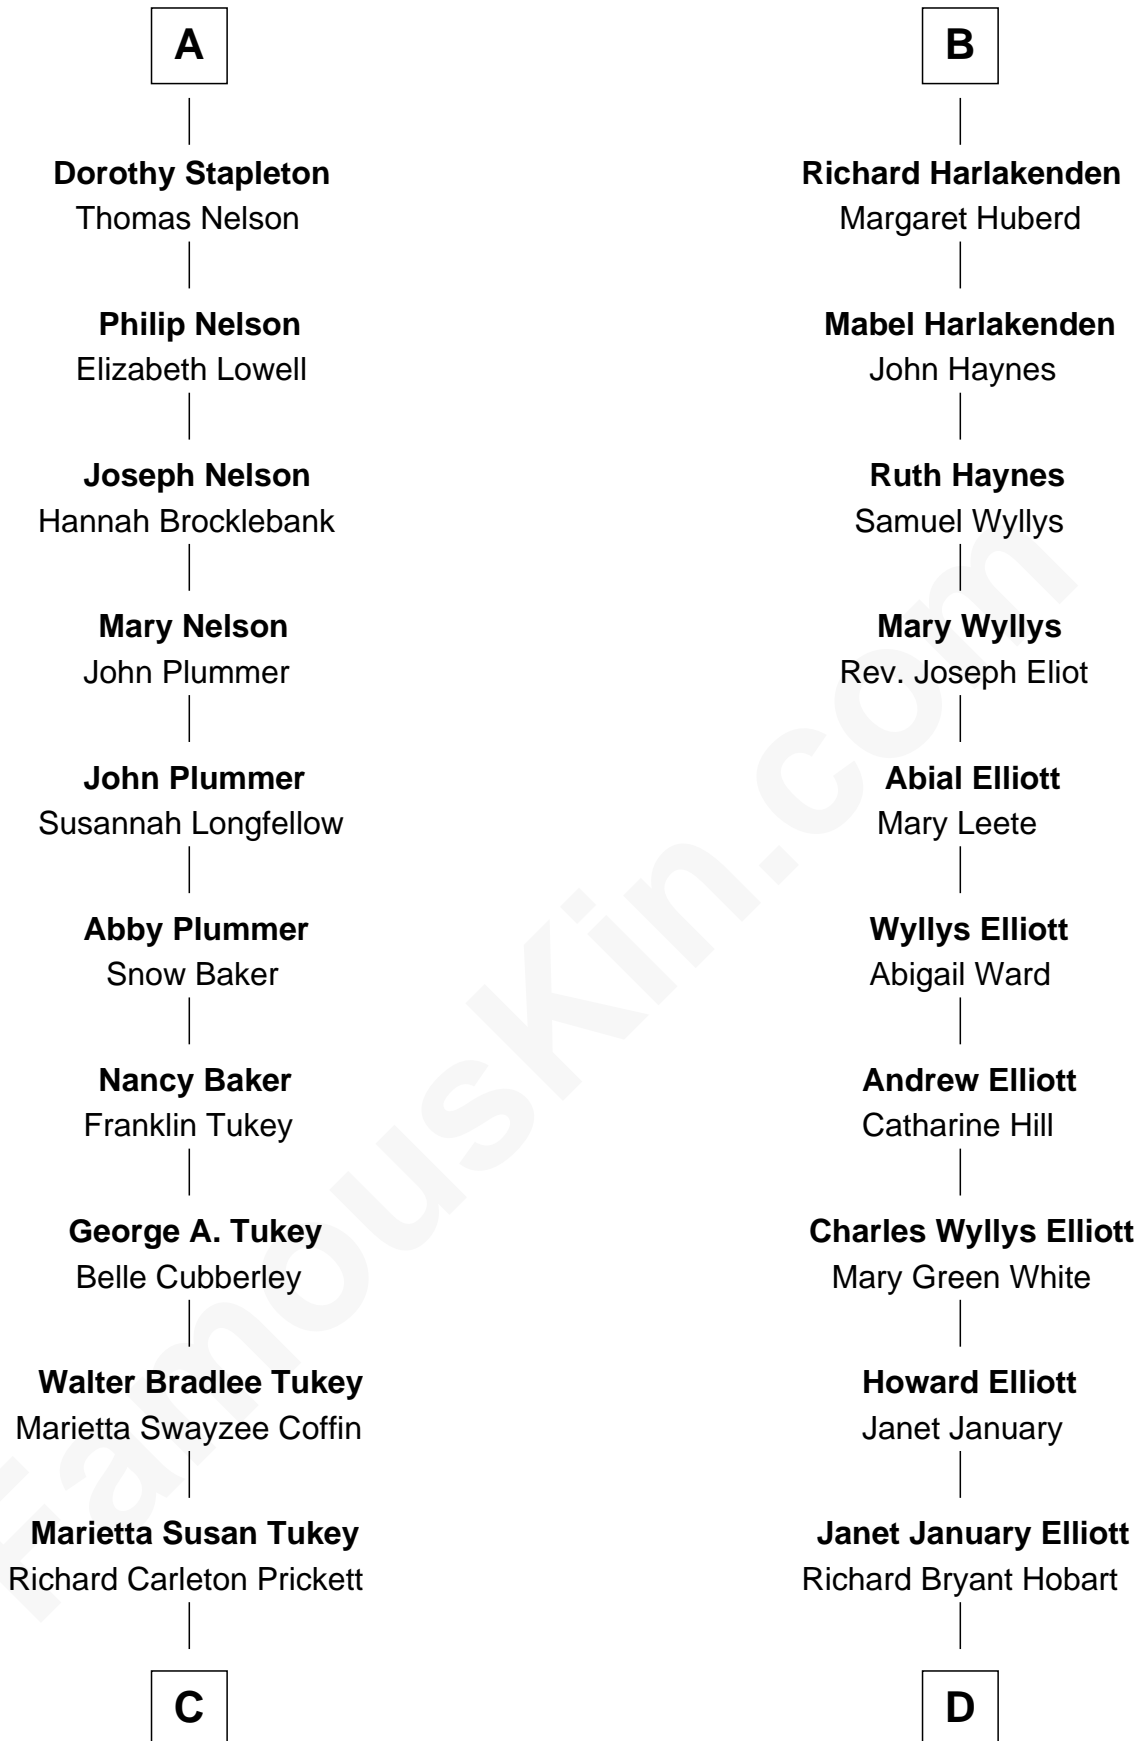 A
Dorothy Stapleton
Thomas Nelson
Philip Nelson
Elizabeth Lowell
Joseph Nelson
Hannah Brocklebank
Mary Nelson
John Plummer
John Plummer
Susannah Longfellow
Abby Plummer
Snow Baker
Nancy Baker
Franklin Tukey
George A. Tukey
Belle Cubberley
Walter Bradlee Tukey
Marietta Swayzee Coffin
Marietta Susan Tukey
Richard Carleton Prickett
C
B
Richard Harlakenden
Margaret Huberd
Mabel Harlakenden
John Haynes
Ruth Haynes
Samuel Wyllys
Mary Wyllys
Rev. Joseph Eliot
Abial Elliott
Mary Leete
Wyllys Elliott
Abigail Ward
Andrew Elliott
Catharine Hill
Charles Wyllys Elliott
Mary Green White
Howard Elliott
Janet January
Janet January Elliott
Richard Bryant Hobart
D
FamousKin.com